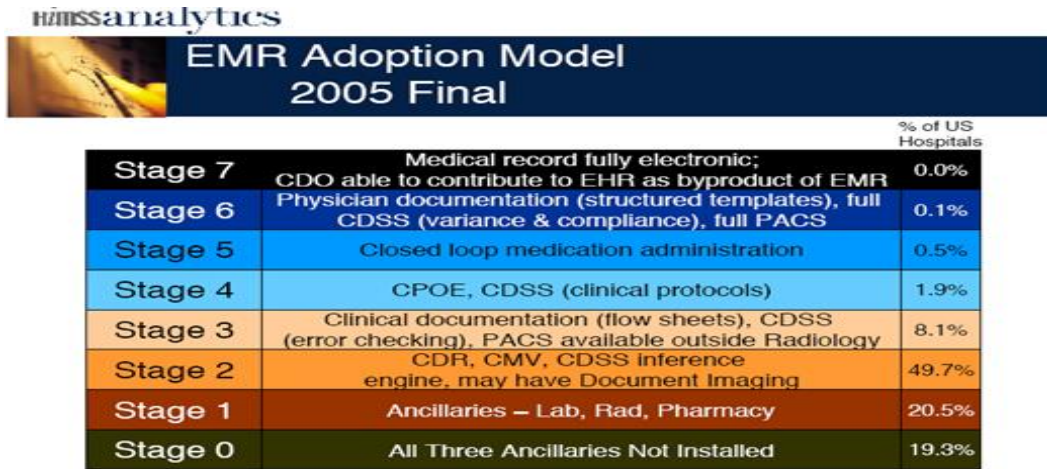 HIMSSanalytics
EMR Adoption Model
2005 Final
% of US
Hospitals
Stage 7
Medical record fully electronic;
CDO able to contribute to EHR as byproduct of EMR
0.0%
Stage 6
Physician documentation (structured templates), full
CDSS (variance & compliance), full PACS
0.1%
Stage 5
Closed loop medication administration
0.5%
Stage 4
CPOE, CDSS (clinical protocols)
1.9%
Stage 3
Clinical documentation (flow sheets), CDSS
(error checking), PACS available outside Radiology
8.1%
Stage 2
CDR, CMV, CDSS inference
engine, may have Document Imaging
49.7%
Stage 1
Ancillaries – Lab, Rad, Pharmacy
20.5%
Stage 0
All Three Ancillaries Not Installed
19.3%